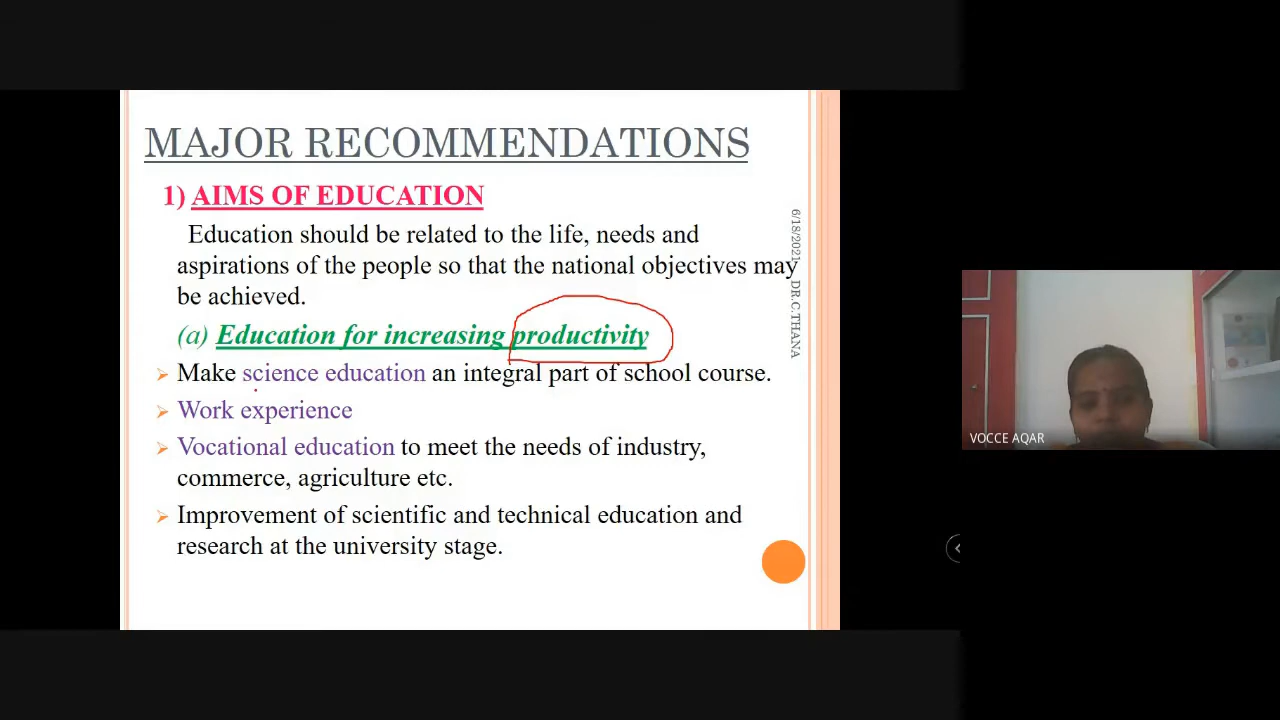 MAJOR RECOMMENDATIONS
1) AIMS OF EDUCATION
Education should be related to the life, needs and
aspirations of the people so that the national objectives may
be achieved.
(a) Education for increasing productivity
➢ Make science education an integral part of school course.
➢ Work experience
➢ Vocational education to meet the needs of industry,
commerce, agriculture etc.
➢ Improvement of scientific and technical education and
research at the university stage.
6/18/2021 DR.C.THANA
VOCCE AQAR